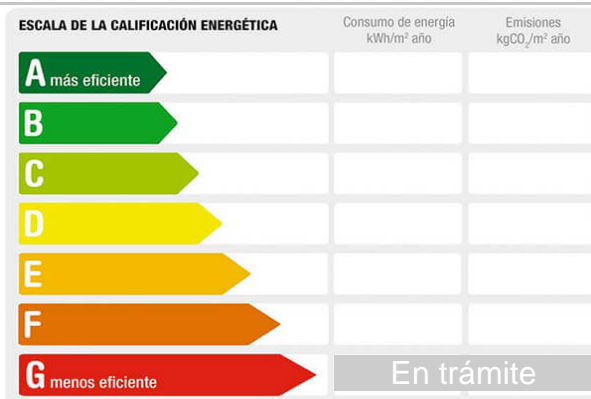 ESCALA DE LA CALIFICACIÓN ENERGÉTICA
Consumo de energía
kWh/m² año
Emisiones
kgCO₂/m² año
A más eficiente
B
C
D
E
F
G menos eficiente
En trámite